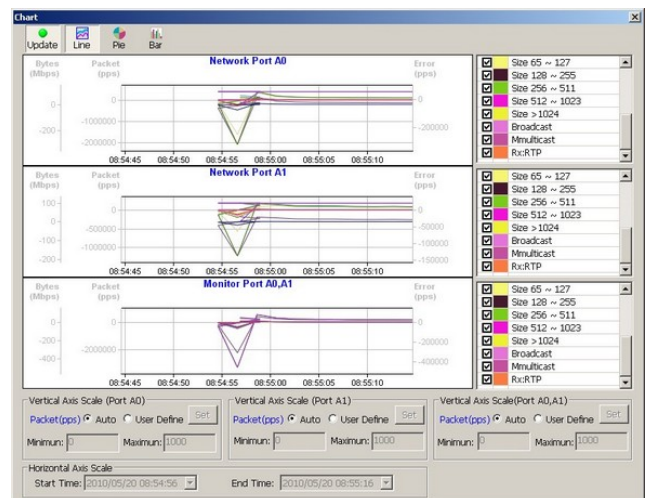 Chart
Update Line Pie Bar
Network Port A0
Bytes (Mbps)
Packet (pps)
Error (pps)
0
-200
0
-1000000
-2000000
0
-200000
08:54:45 08:54:50 08:54:55 08:55:00 08:55:05 08:55:10
Size 65 ~ 127
Size 128 ~ 255
Size 256 ~ 511
Size 512 ~ 1023
Size >1024
Broadcast
Mmulticast
Rx:RTP
Network Port A1
Bytes (Mbps)
Packet (pps)
Error (pps)
100
0
-100
-200
0
-500000
-1000000
0
-50000
-100000
-150000
08:54:45 08:54:50 08:54:55 08:55:00 08:55:05 08:55:10
Size 65 ~ 127
Size 128 ~ 255
Size 256 ~ 511
Size 512 ~ 1023
Size >1024
Broadcast
Mmulticast
Rx:RTP
Monitor Port A0,A1
Bytes (Mbps)
Packet (pps)
Error (pps)
0
-200
-400
0
-2000000
0
-200000
-400000
08:54:45 08:54:50 08:54:55 08:55:00 08:55:05 08:55:10
Size 65 ~ 127
Size 128 ~ 255
Size 256 ~ 511
Size 512 ~ 1023
Size >1024
Broadcast
Mmulticast
Rx:RTP
Vertical Axis Scale (Port A0)
Packet(pps) Auto User Define Set
Minimun: 0 Maximun: 1000
Vertical Axis Scale (Port A1)
Packet(pps) Auto User Define Set
Minimun: 0 Maximun: 1000
Vertical Axis Scale(Port A0,A1)
Packet(pps) Auto User Define Set
Minimun: 0 Maximun: 1000
Horizontal Axis Scale
Start Time: 2010/05/20 08:54:56 End Time: 2010/05/20 08:55:16